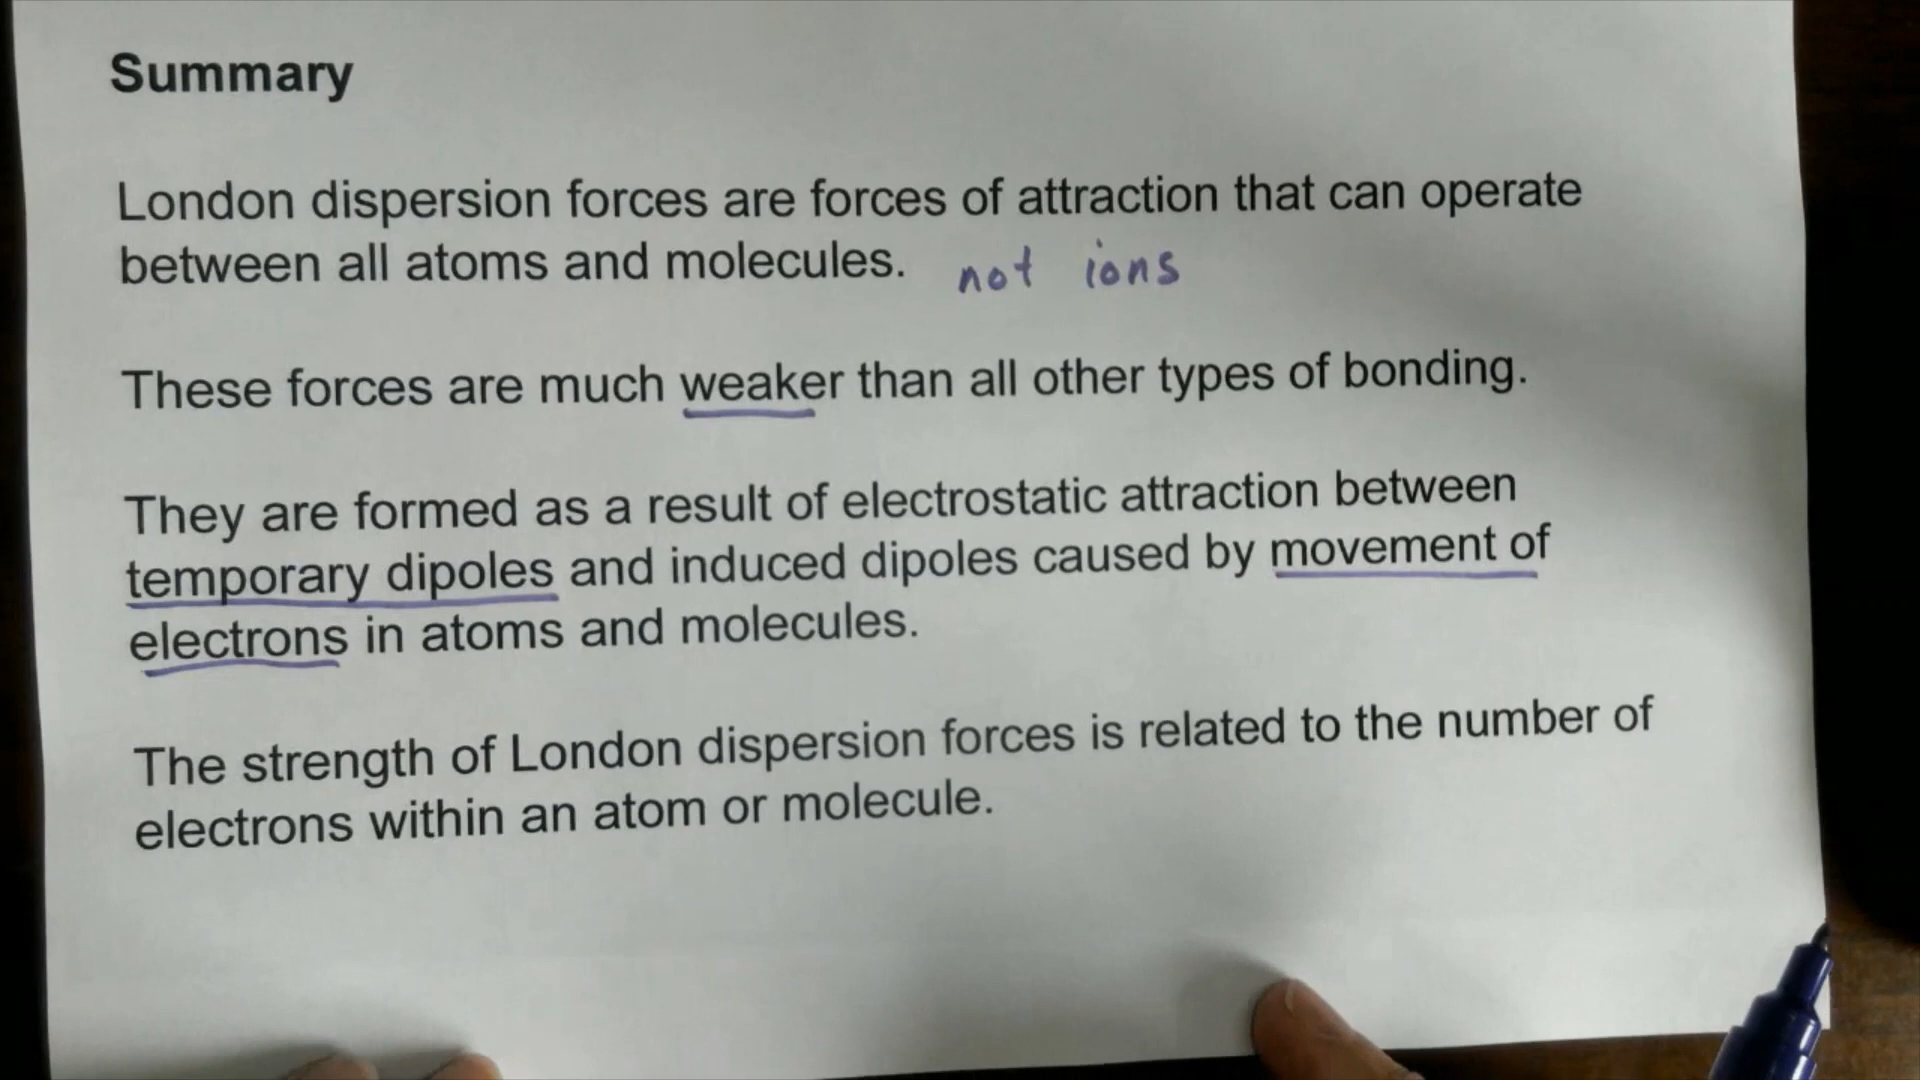 Summary
London dispersion forces are forces of attraction that can operate
between all atoms and molecules. not ions
These forces are much weaker than all other types of bonding.
They are formed as a result of electrostatic attraction between
temporary dipoles and induced dipoles caused by movement of
electrons in atoms and molecules.
The strength of London dispersion forces is related to the number of
electrons within an atom or molecule.